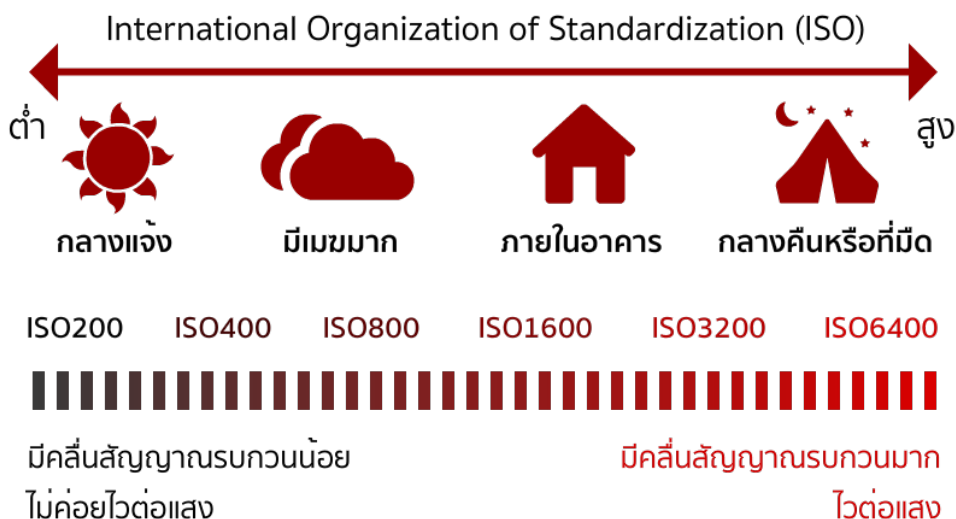 International Organization of Standardization (ISO)
ต่ำ
สูง
กลางแจ้ง มีเมฆมาก ภายในอาคาร กลางคืนหรือที่มืด
ISO200 ISO400 ISO800 ISO1600 ISO3200 ISO6400
มีคลื่นสัญญาณรบกวนน้อย มีคลื่นสัญญาณรบกวนมาก
ไม่ค่อยไวต่อแสง ไวต่อแสง